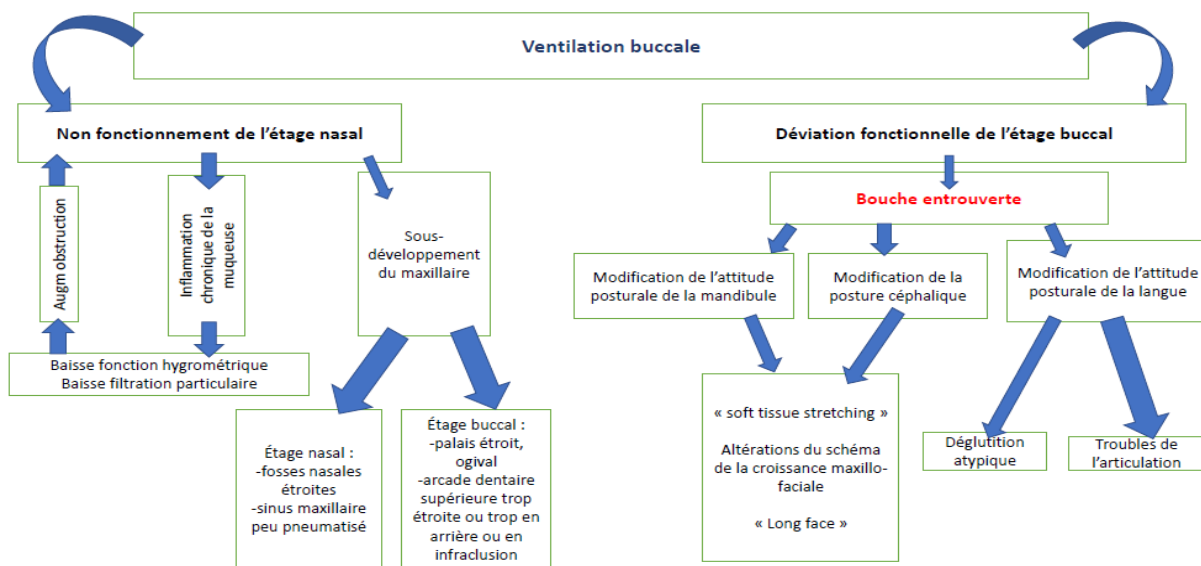 Ventilation buccale
Non fonctionnement de l'étage nasal
Déviation fonctionnelle de l'étage buccal
Augm obstruction
Inflammation
chronique de la
muqueuse
Sous-
développement
du maxillaire
Bouche entrouverte
Modification de l'attitude
posturale de la mandibule
Modification de la
posture céphalique
Modification de l'attitude
posturale de la langue
Baisse fonction hygrométrique
Baisse filtration particulaire
Étage nasal :
-fosses nasales
étroites
-sinus maxillaire
peu pneumatisé
Étage buccal :
-palais étroit,
ogival
-arcade dentaire
supérieure trop
étroite ou trop en
arrière ou en
infraclusion
« soft tissue stretching »
Altérations du schéma
de la croissance maxillo-
faciale
« Long face »
Déglutition
atypique
Troubles de
l'articulation